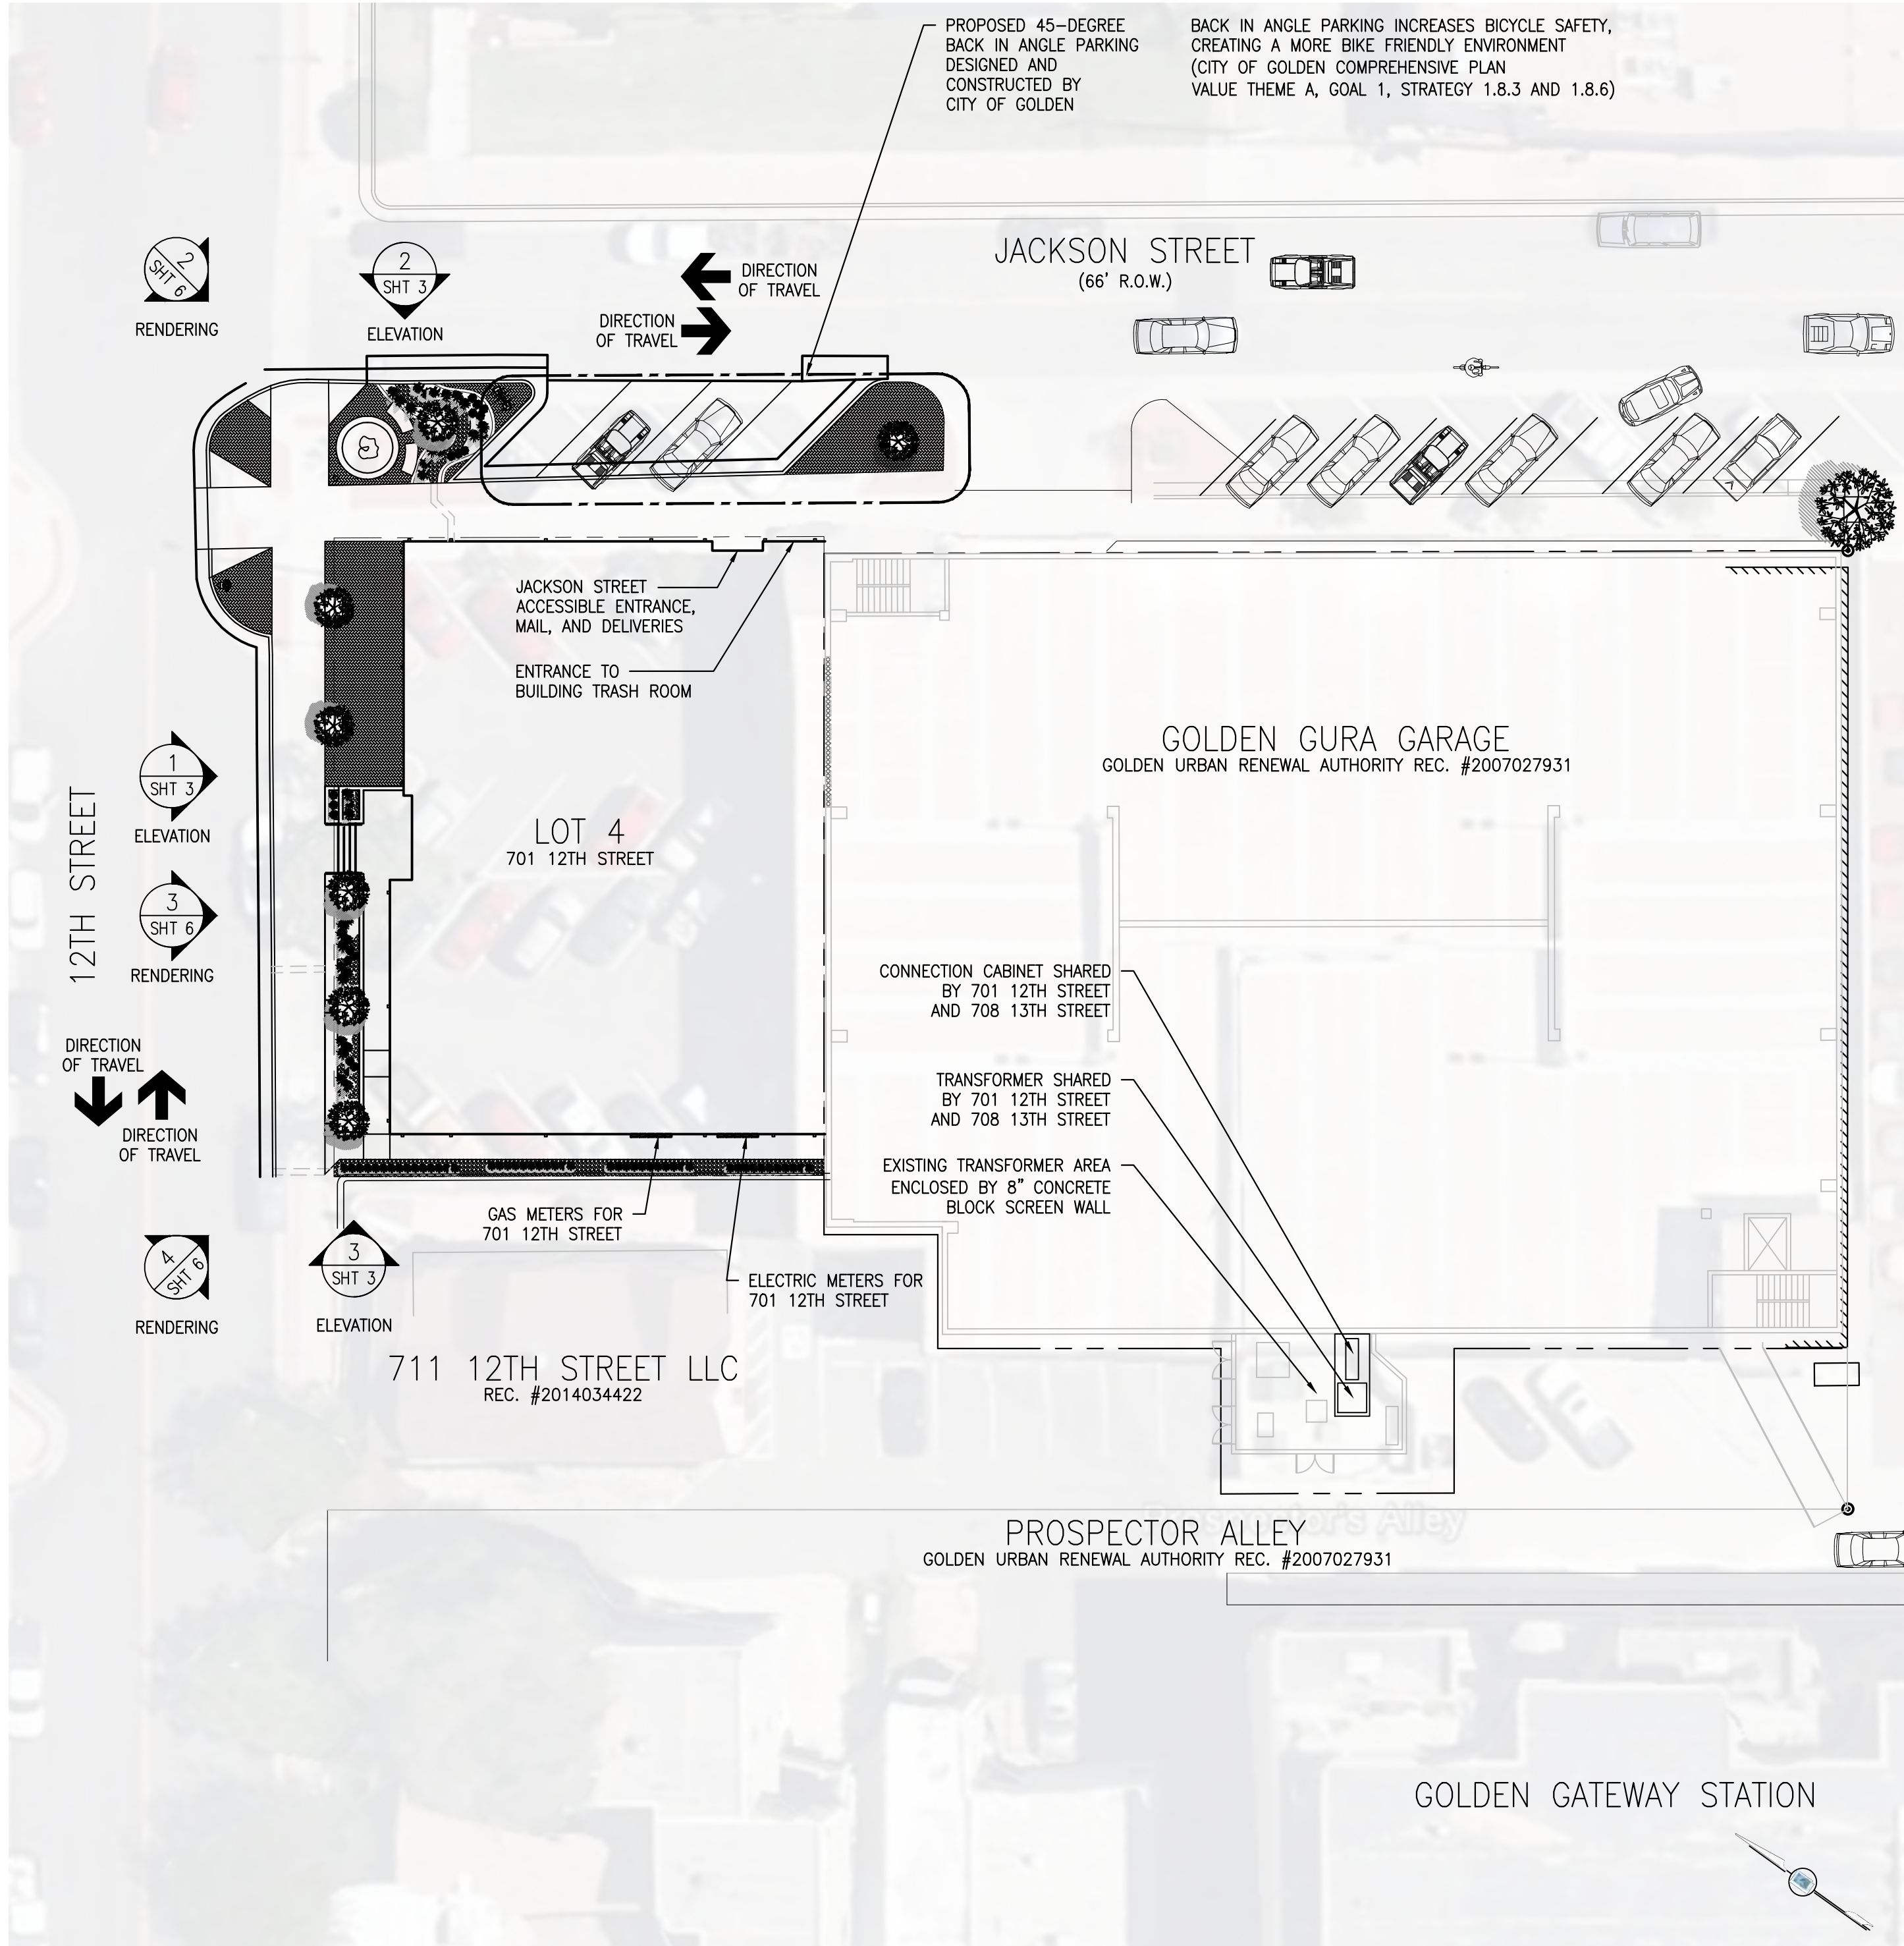 PROPOSED 45-DEGREE
BACK IN ANGLE PARKING
DESIGNED AND
CONSTRUCTED BY
CITY OF GOLDEN
BACK IN ANGLE PARKING INCREASES BICYCLE SAFETY,
CREATING A MORE BIKE FRIENDLY ENVIRONMENT
(CITY OF GOLDEN COMPREHENSIVE PLAN
VALUE THEME A, GOAL 1, STRATEGY 1.8.3 AND 1.8.6)
2
SHT 6
RENDERING
2
SHT 3
ELEVATION
DIRECTION
OF TRAVEL
DIRECTION
OF TRAVEL
JACKSON STREET
(66' R.O.W.)
JACKSON STREET
ACCESSIBLE ENTRANCE,
MAIL, AND DELIVERIES
ENTRANCE TO
BUILDING TRASH ROOM
GOLDEN GURA GARAGE
GOLDEN URBAN RENEWAL AUTHORITY REC. #2007027931
1
SHT 3
ELEVATION
12TH STREET
LOT 4
701 12TH STREET
3
SHT 6
RENDERING
CONNECTION CABINET SHARED
BY 701 12TH STREET
AND 708 13TH STREET
DIRECTION
OF TRAVEL
DIRECTION
OF TRAVEL
TRANSFORMER SHARED
BY 701 12TH STREET
AND 708 13TH STREET
EXISTING TRANSFORMER AREA
ENCLOSED BY 8" CONCRETE
BLOCK SCREEN WALL
GAS METERS FOR
701 12TH STREET
ELECTRIC METERS FOR
701 12TH STREET
4
SHT 6
RENDERING
3
SHT 3
ELEVATION
711 12TH STREET LLC
REC. #2014034422
Prospector's Alley
PROSPECTOR ALLEY
GOLDEN URBAN RENEWAL AUTHORITY REC. #2007027931
GOLDEN GATEWAY STATION